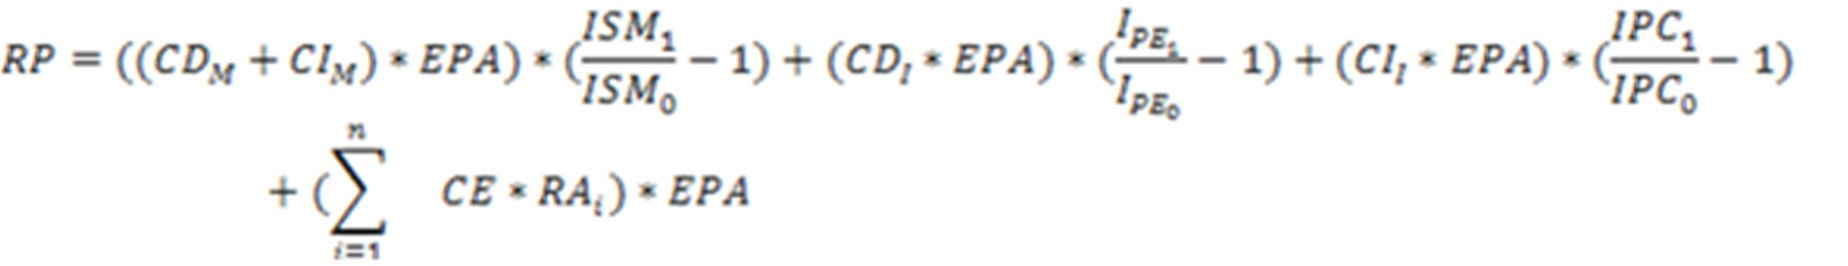 RP = ((CD_M + CI_M) * EPA) * (ISM_1/ISM_0 − 1) + (CD_I * EPA) * (I_PE_1/I_PE_0 − 1) + (CI_I * EPA) * (IPC_1/IPC_0 − 1)
+ (∑_{i=1}^{n} CE * RA_i) * EPA